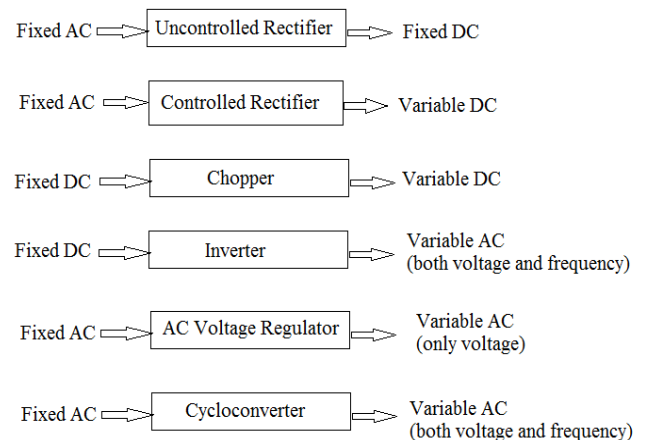 Fixed AC Uncontrolled Rectifier Fixed DC
Fixed AC Controlled Rectifier Variable DC
Fixed DC Chopper Variable DC
Fixed DC Inverter Variable AC
(both voltage and frequency)
Fixed AC AC Voltage Regulator Variable AC
(only voltage)
Fixed AC Cycloconverter Variable AC
(both voltage and frequency)